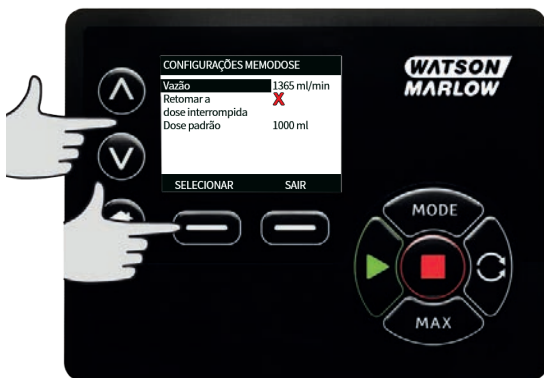 WATSON
MARLOW
CONFIGURAÇÕES MEMODOSE
Vazão 1365 ml/min
Retomar a
dose interrompida
Dose padrão 1000 ml
SELECIONAR SAIR
MODE
MAX